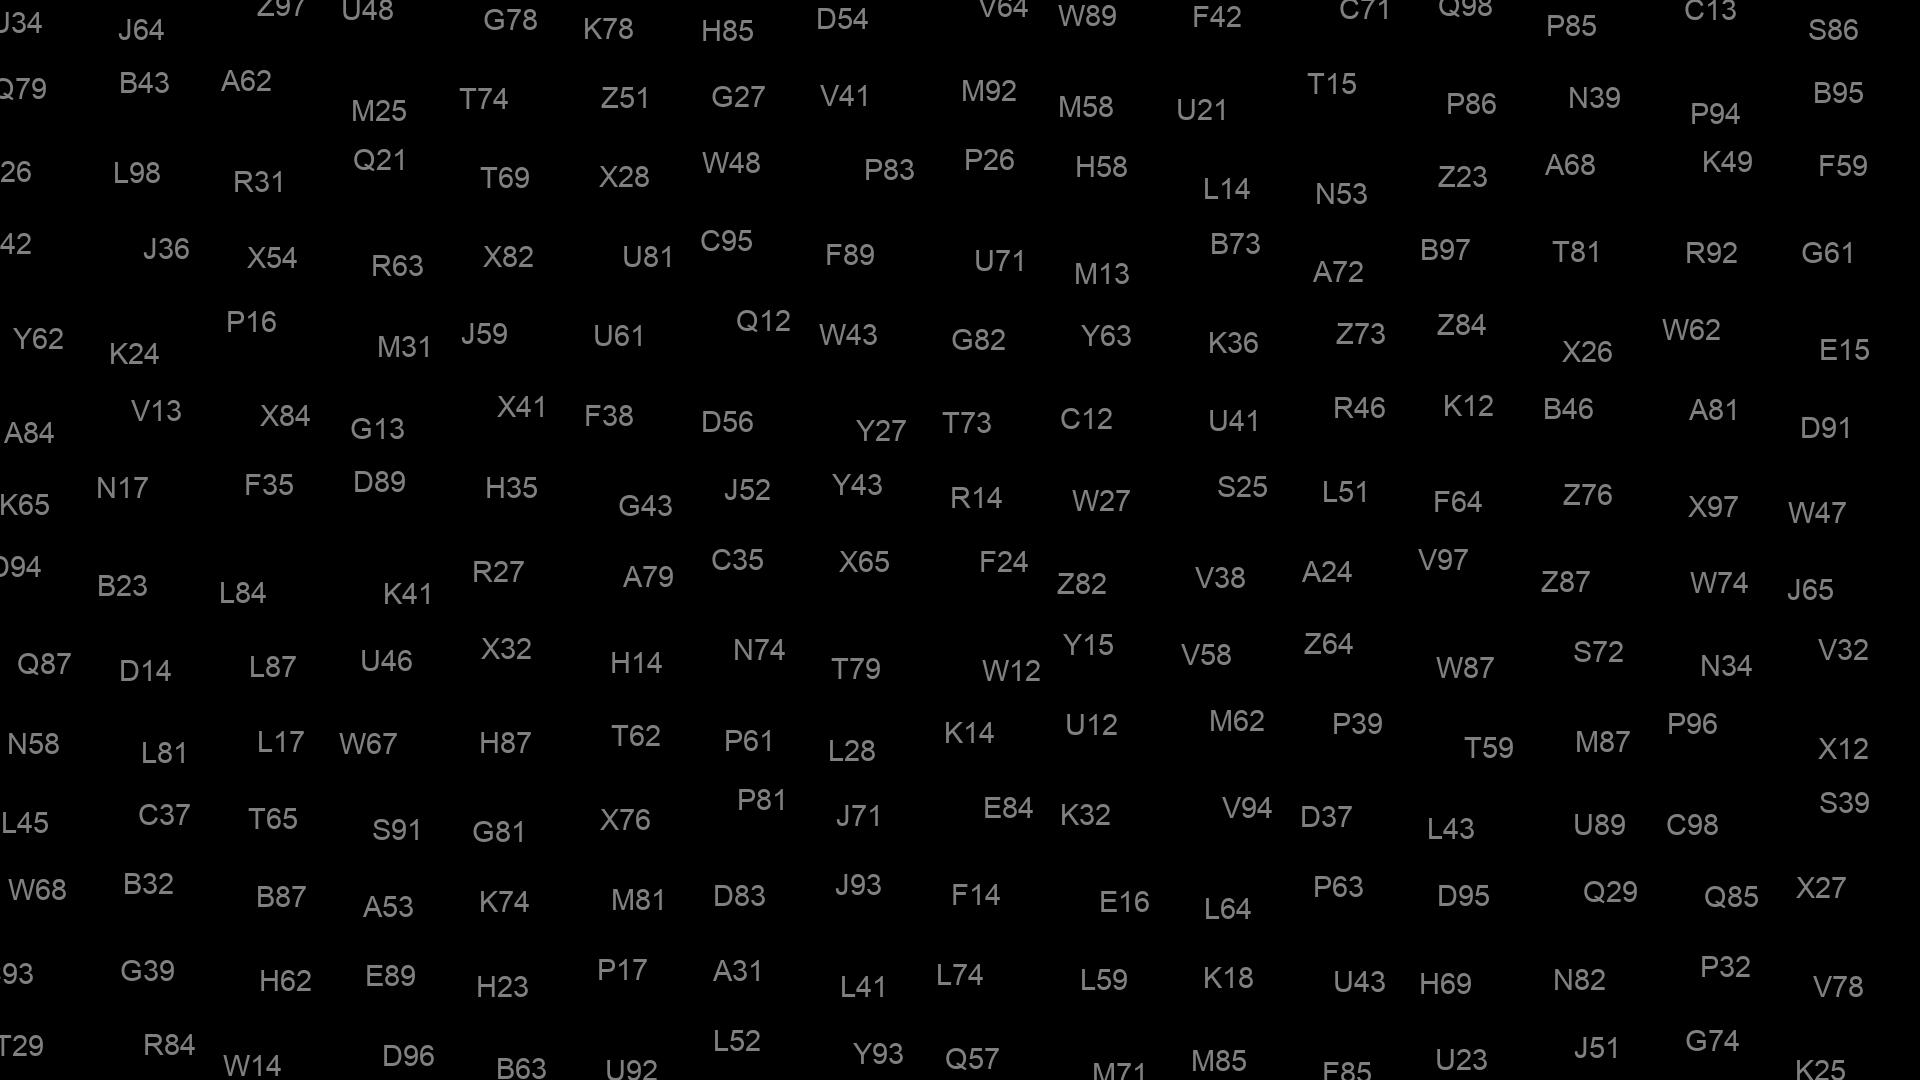 J34 J64 Z97 U48 G78 K78 H85 D54 V64 W89 F42 C71 Q98 P85 C13 S86
Q79 B43 A62 M25 T74 Z51 G27 V41 M92 M58 U21 T15 P86 N39 P94 B95
26 L98 R31 Q21 T69 X28 W48 P83 P26 H58 L14 N53 Z23 A68 K49 F59
42 J36 X54 R63 X82 U81 C95 F89 U71 M13 B73 A72 B97 T81 R92 G61
Y62 K24 P16 M31 J59 U61 Q12 W43 G82 Y63 K36 Z73 Z84 X26 W62 E15
A84 V13 X84 G13 X41 F38 D56 Y27 T73 C12 U41 R46 K12 B46 A81 D91
K65 N17 F35 D89 H35 G43 J52 Y43 R14 W27 S25 L51 F64 Z76 X97 W47
D94 B23 L84 K41 R27 A79 C35 X65 F24 Z82 V38 A24 V97 Z87 W74 J65
Q87 D14 L87 U46 X32 H14 N74 T79 W12 Y15 V58 Z64 W87 S72 N34 V32
N58 L81 L17 W67 H87 T62 P61 L28 K14 U12 M62 P39 T59 M87 P96 X12
L45 C37 T65 S91 G81 X76 P81 J71 E84 K32 V94 D37 L43 U89 C98 S39
W68 B32 B87 A53 K74 M81 D83 J93 F14 E16 L64 P63 D95 Q29 Q85 X27
93 G39 H62 E89 H23 P17 A31 L41 L74 L59 K18 U43 H69 N82 P32 V78
T29 R84 W14 D96 B63 U92 L52 Y93 Q57 M71 M85 U23 J51 G74 K25